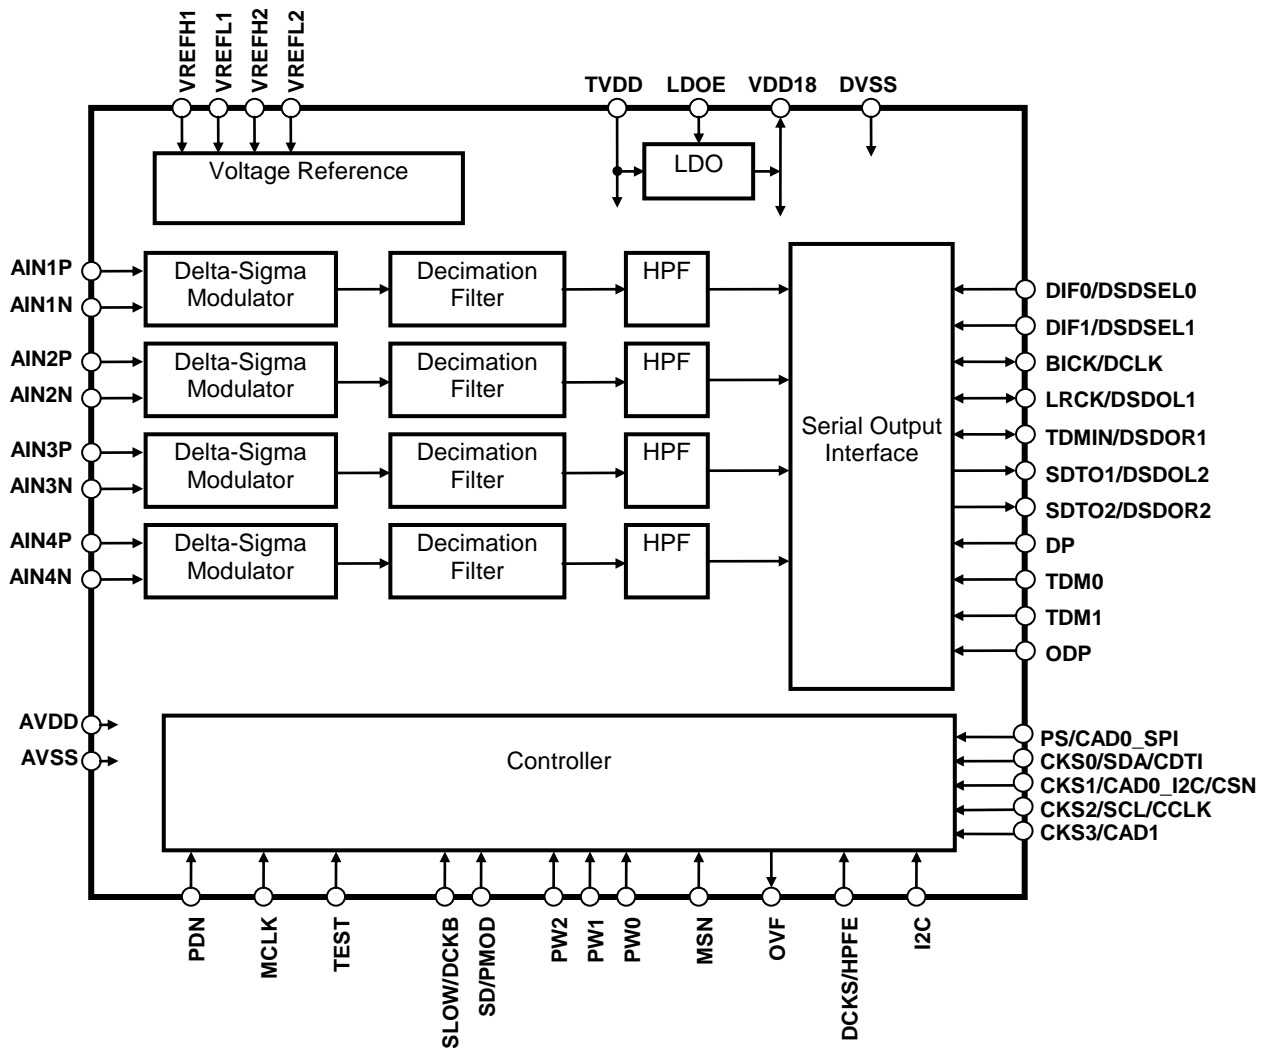 VREFH1
VREFL1
VREFH2
VREFL2
TVDD
LDOE
VDD18
DVSS
Voltage Reference
LDO
AIN1P
AIN1N
Delta-Sigma
Modulator
Decimation
Filter
HPF
AIN2P
AIN2N
Delta-Sigma
Modulator
Decimation
Filter
HPF
AIN3P
AIN3N
Delta-Sigma
Modulator
Decimation
Filter
HPF
AIN4P
AIN4N
Delta-Sigma
Modulator
Decimation
Filter
HPF
Serial Output
Interface
DIF0/DSDSEL0
DIF1/DSDSEL1
BICK/DCLK
LRCK/DSDOL1
TDMIN/DSDOR1
SDTO1/DSDOL2
SDTO2/DSDOR2
DP
TDM0
TDM1
ODP
AVDD
AVSS
Controller
PS/CAD0_SPI
CKS0/SDA/CDTI
CKS1/CAD0_I2C/CSN
CKS2/SCL/CCLK
CKS3/CAD1
PDN
MCLK
TEST
SLOW/DCKB
SD/PMOD
PW2
PW1
PW0
MSN
OVF
DCKS/HPFE
I2C